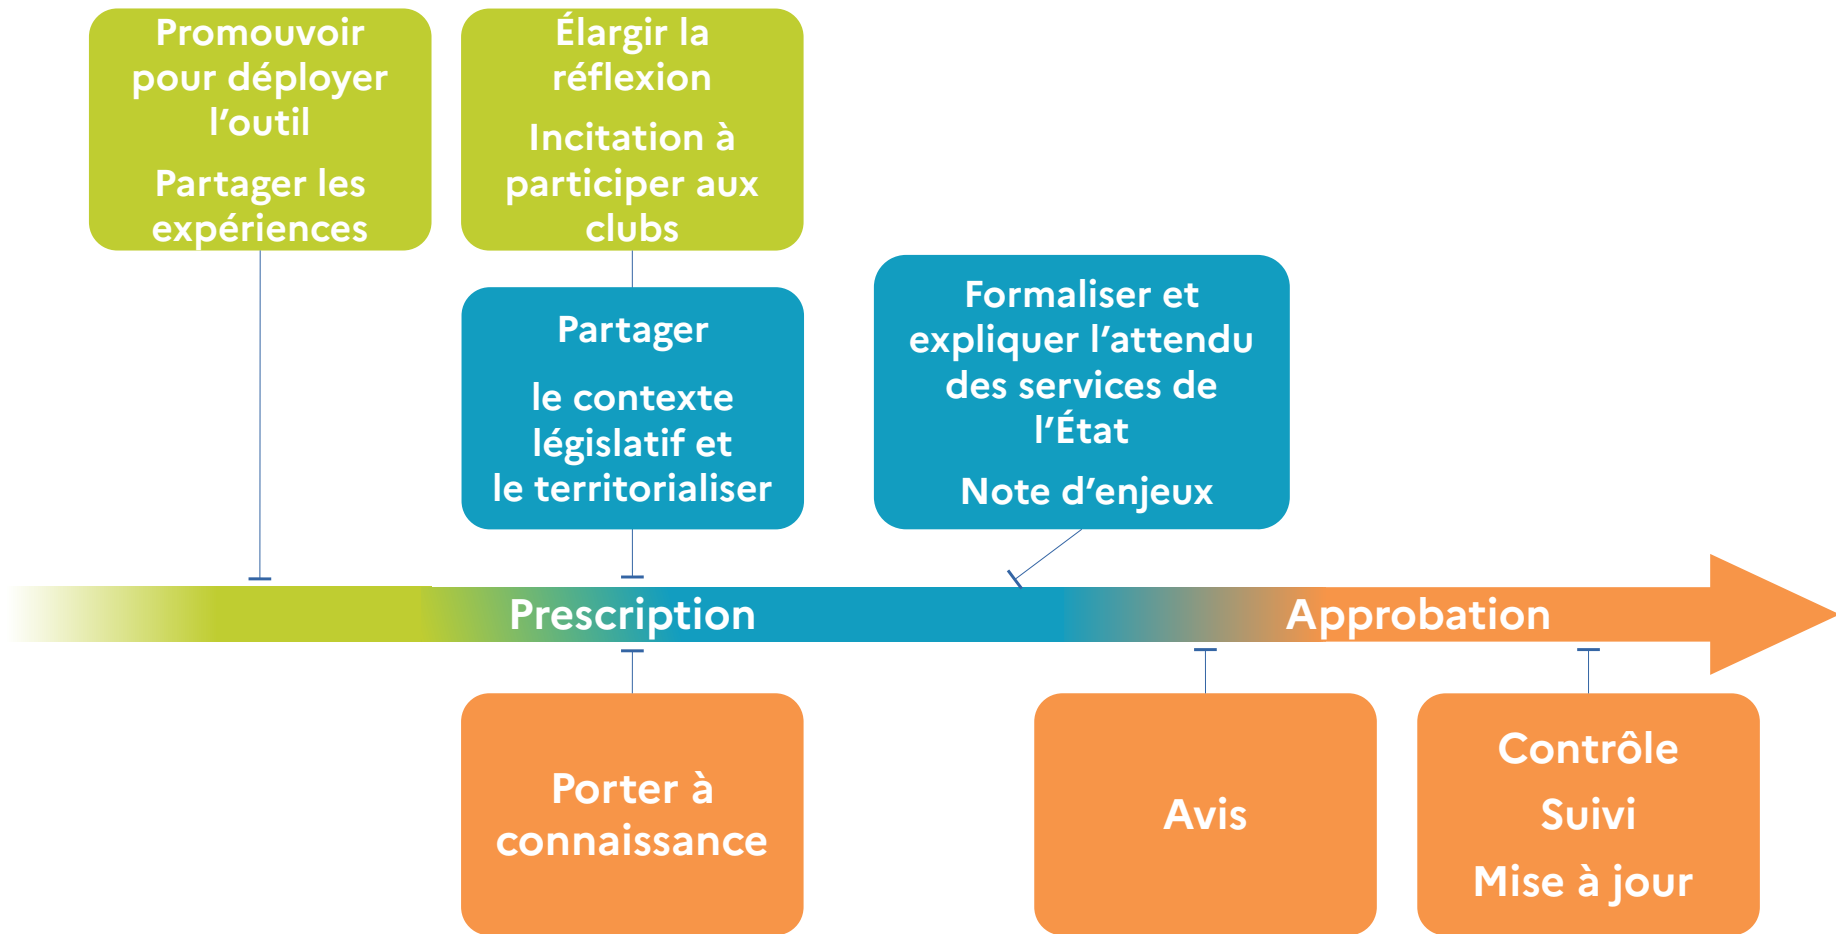 Promouvoir
pour déployer
l’outil
Partager les
expériences
Élargir la
réflexion
Incitation à
participer aux
clubs
Partager
le contexte
législatif et
le territorialiser
Formaliser et
expliquer l’attendu
des services de
l’État
Note d’enjeux
Prescription
Approbation
Porter à
connaissance
Avis
Contrôle
Suivi
Mise à jour